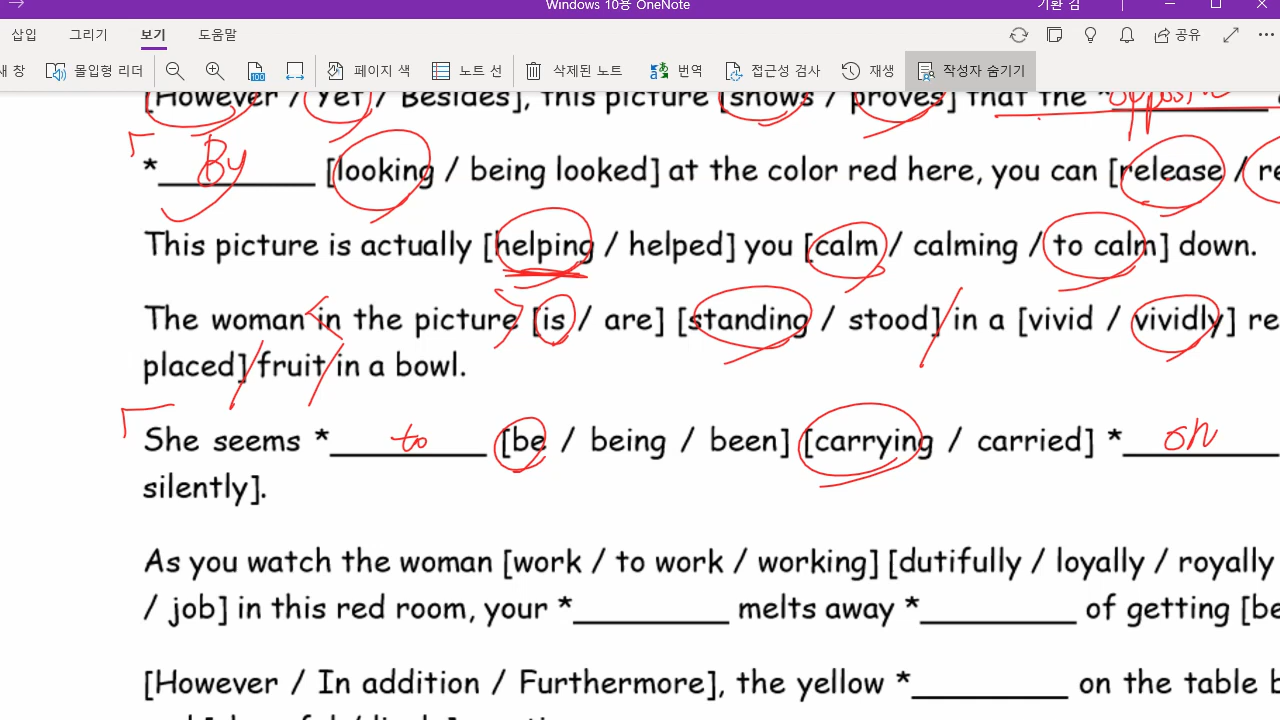 Windows 10용 OneNote 기환 김
삽입 그리기 보기 도움말 공유
새 창 몰입형 리더 100 페이지 색 노트 선 삭제된 노트 번역 접근성 검사 재생 작성자 숨기기
[However / Yet / Besides], this picture [shows / proves] that the *
* By [looking / being looked] at the color red here, you can [release / re
This picture is actually [helping / helped] you [calm / calming / to calm] down.
The woman in the picture [is / are] [standing / stood] in a [vivid / vividly] re
placed] fruit in a bowl.
She seems * to [be / being / been] [carrying / carried] * on
silently].
As you watch the woman [work / to work / working] [dutifully / loyally / royally
/ job] in this red room, your *__________ melts away *__________ of getting [be
[However / In addition / Furthermore], the yellow *__________ on the table b